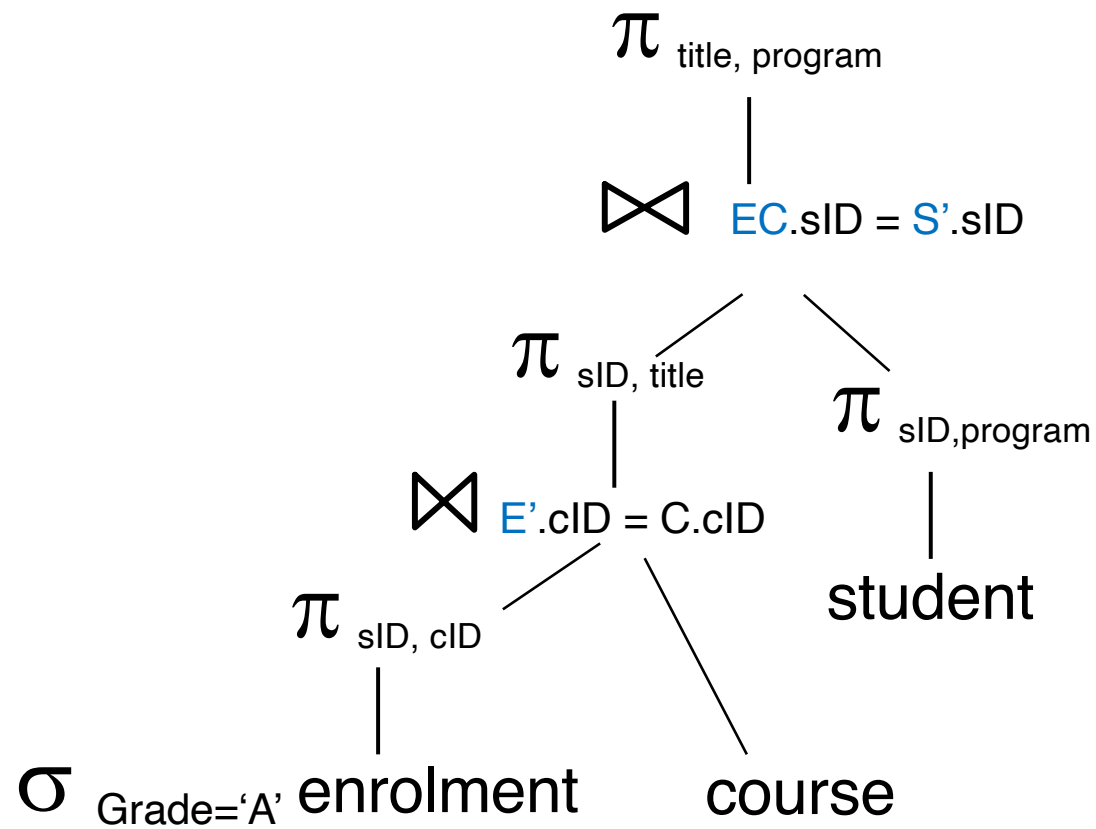 π title, program
⋈ EC.sID = S’.sID
π sID, title
π sID,program
⋈ E’.cID = C.cID
student
π sID, cID
σ Grade=‘A’ enrolment course